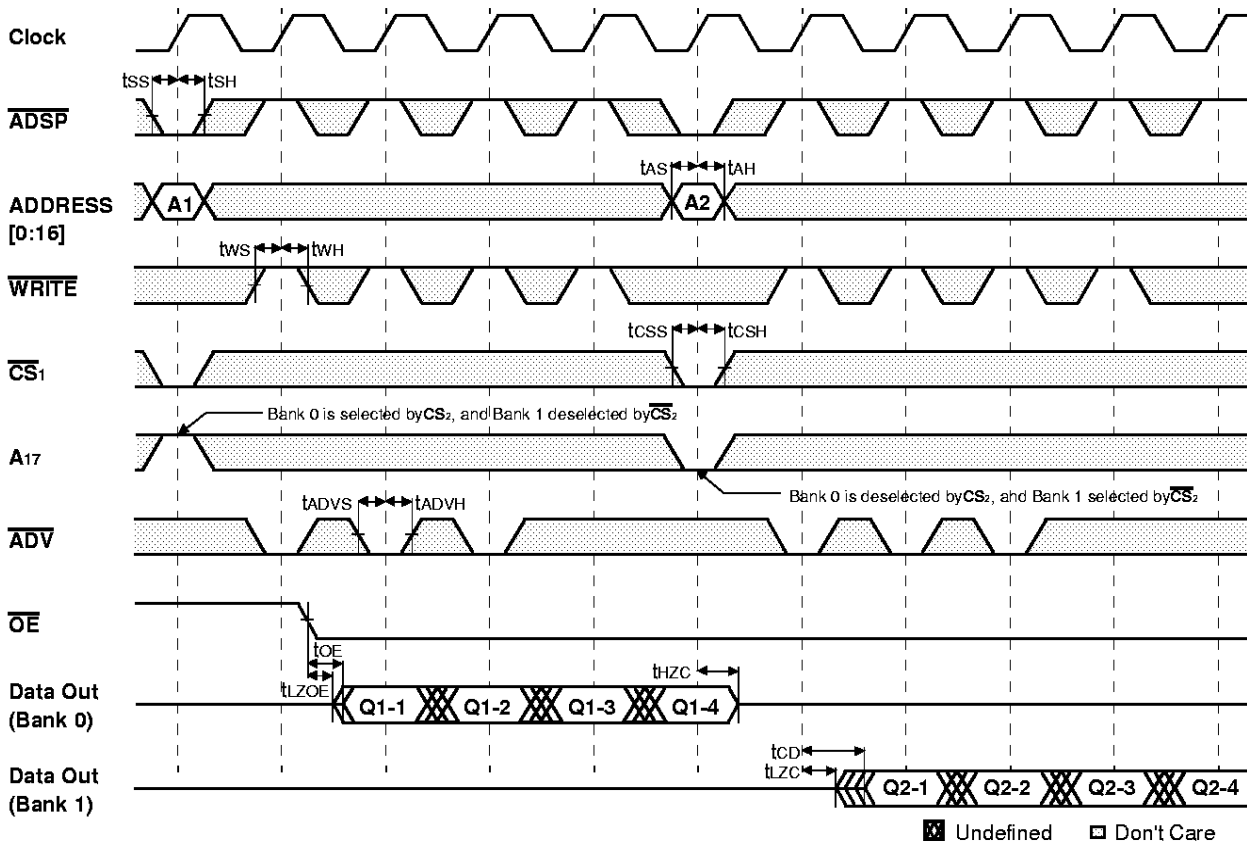 Clock
tSS tSH
ADSP
tAS tAH
ADDRESS
[0:16]
A1 A2
tWS tWH
WRITE
tCSS tCSH
CS1
Bank 0 is selected by CS2, and Bank 1 deselected by CS2
A17
Bank 0 is deselected by CS2, and Bank 1 selected by CS2
tADVS tADVH
ADV
OE
tOE
tLZOE
tHZC
Data Out
(Bank 0)
Q1-1 Q1-2 Q1-3 Q1-4
tCD
tLZC
Data Out
(Bank 1)
Q2-1 Q2-2 Q2-3 Q2-4
Undefined Don't Care